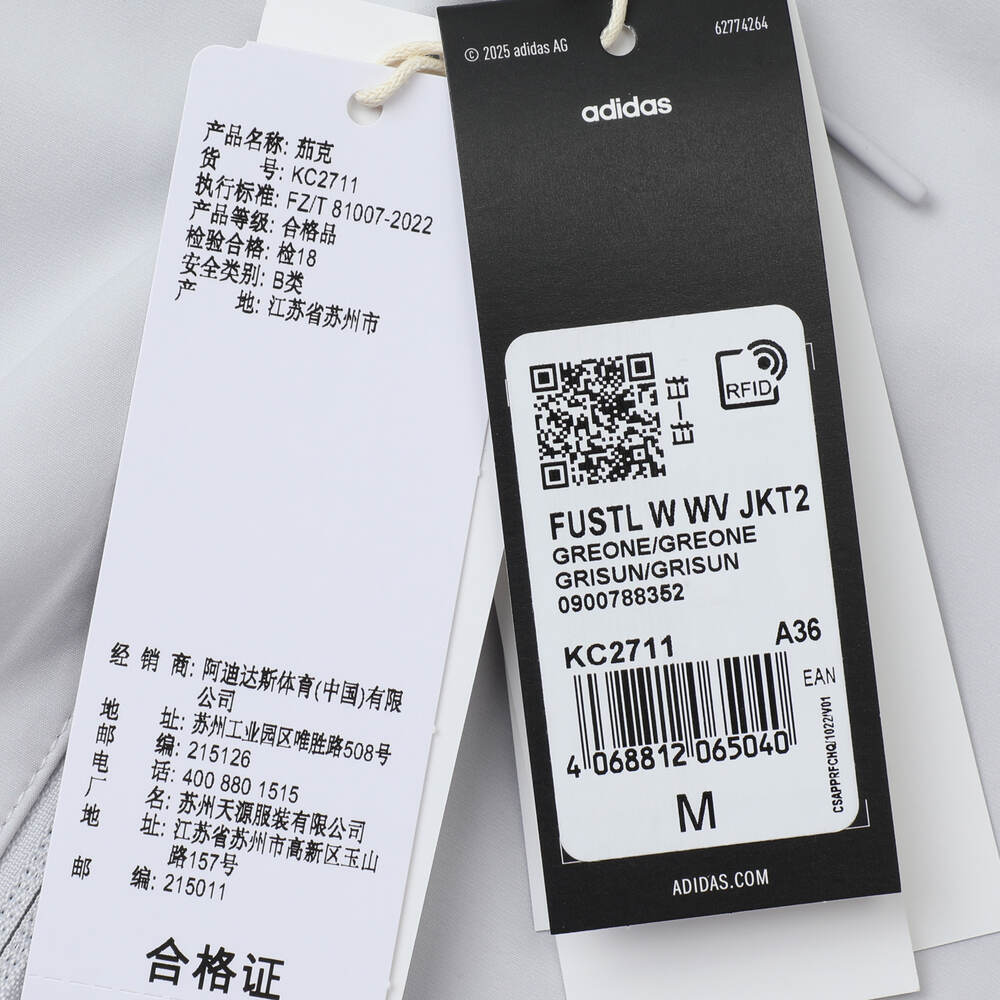 产品名称: 茄克
货 号: KC2711
执行标准: FZ/T 81007-2022
产品等级: 合格品
检验合格: 检18
安全类别: B类
产 地: 江苏省苏州市
经 销 商: 阿迪达斯体育(中国)有限
公司
地 址: 苏州工业园区唯胜路508号
邮 编: 215126
电 话: 400 880 1515
厂 名: 苏州天源服装有限公司
地 址: 江苏省苏州市高新区玉山
路157号
邮 编: 215011
合格证
© 2025 adidas AG
62774264
adidas
RFID
扫一扫
FUSTL W WV JKT2
GREONE/GREONE
GRISUN/GRISUN
0900788352
KC2711
A36
EAN
4 068812 065040
CSAPPRFCHQ/1022/V01
M
ADIDAS.COM